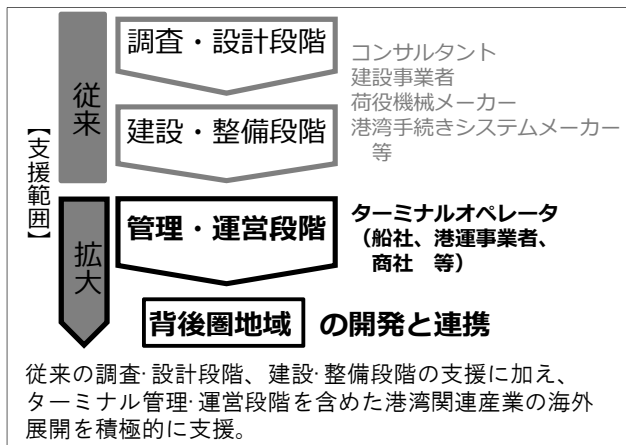 【支援範囲】
従来
調査・設計段階
建設・整備段階
コンサルタント
建設事業者
荷役機械メーカー
港湾手続きシステムメーカー
等
拡大
管理・運営段階
ターミナルオペレータ
（船社、港運事業者、
商社　等）
背後圏地域 の開発と連携
従来の調査･設計段階、建設･整備段階の支援に加え、
ターミナル管理･運営段階を含めた港湾関連産業の海外
展開を積極的に支援。